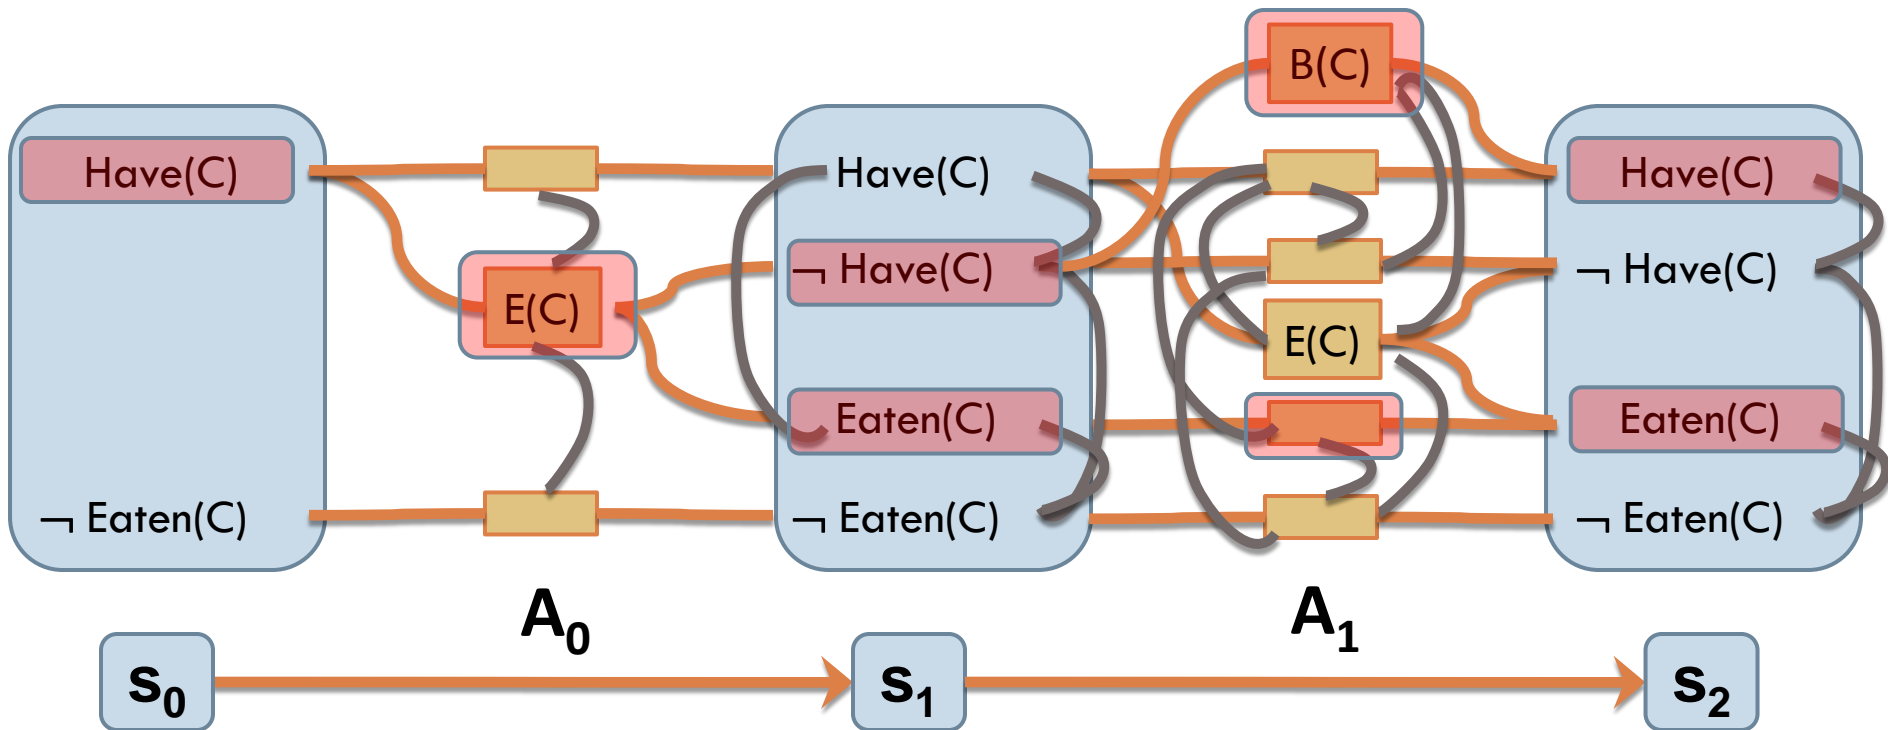 Have(C)
¬ Eaten(C)
E(C)
Have(C)
¬ Have(C)
Eaten(C)
¬ Eaten(C)
B(C)
E(C)
Have(C)
¬ Have(C)
Eaten(C)
¬ Eaten(C)
A₀
A₁
s₀
s₁
s₂